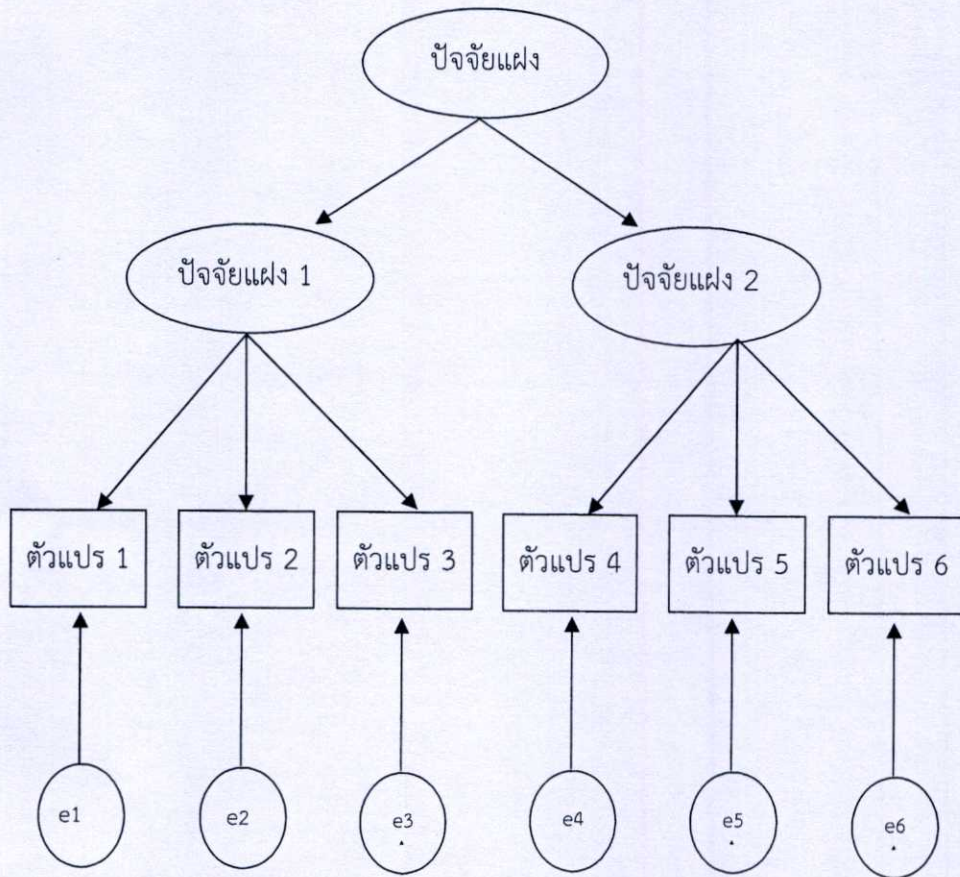 ปัจจัยแฝง
ปัจจัยแฝง 1
ปัจจัยแฝง 2
ตัวแปร 1
ตัวแปร 2
ตัวแปร 3
ตัวแปร 4
ตัวแปร 5
ตัวแปร 6
e1
e2
e3
e4
e5
e6